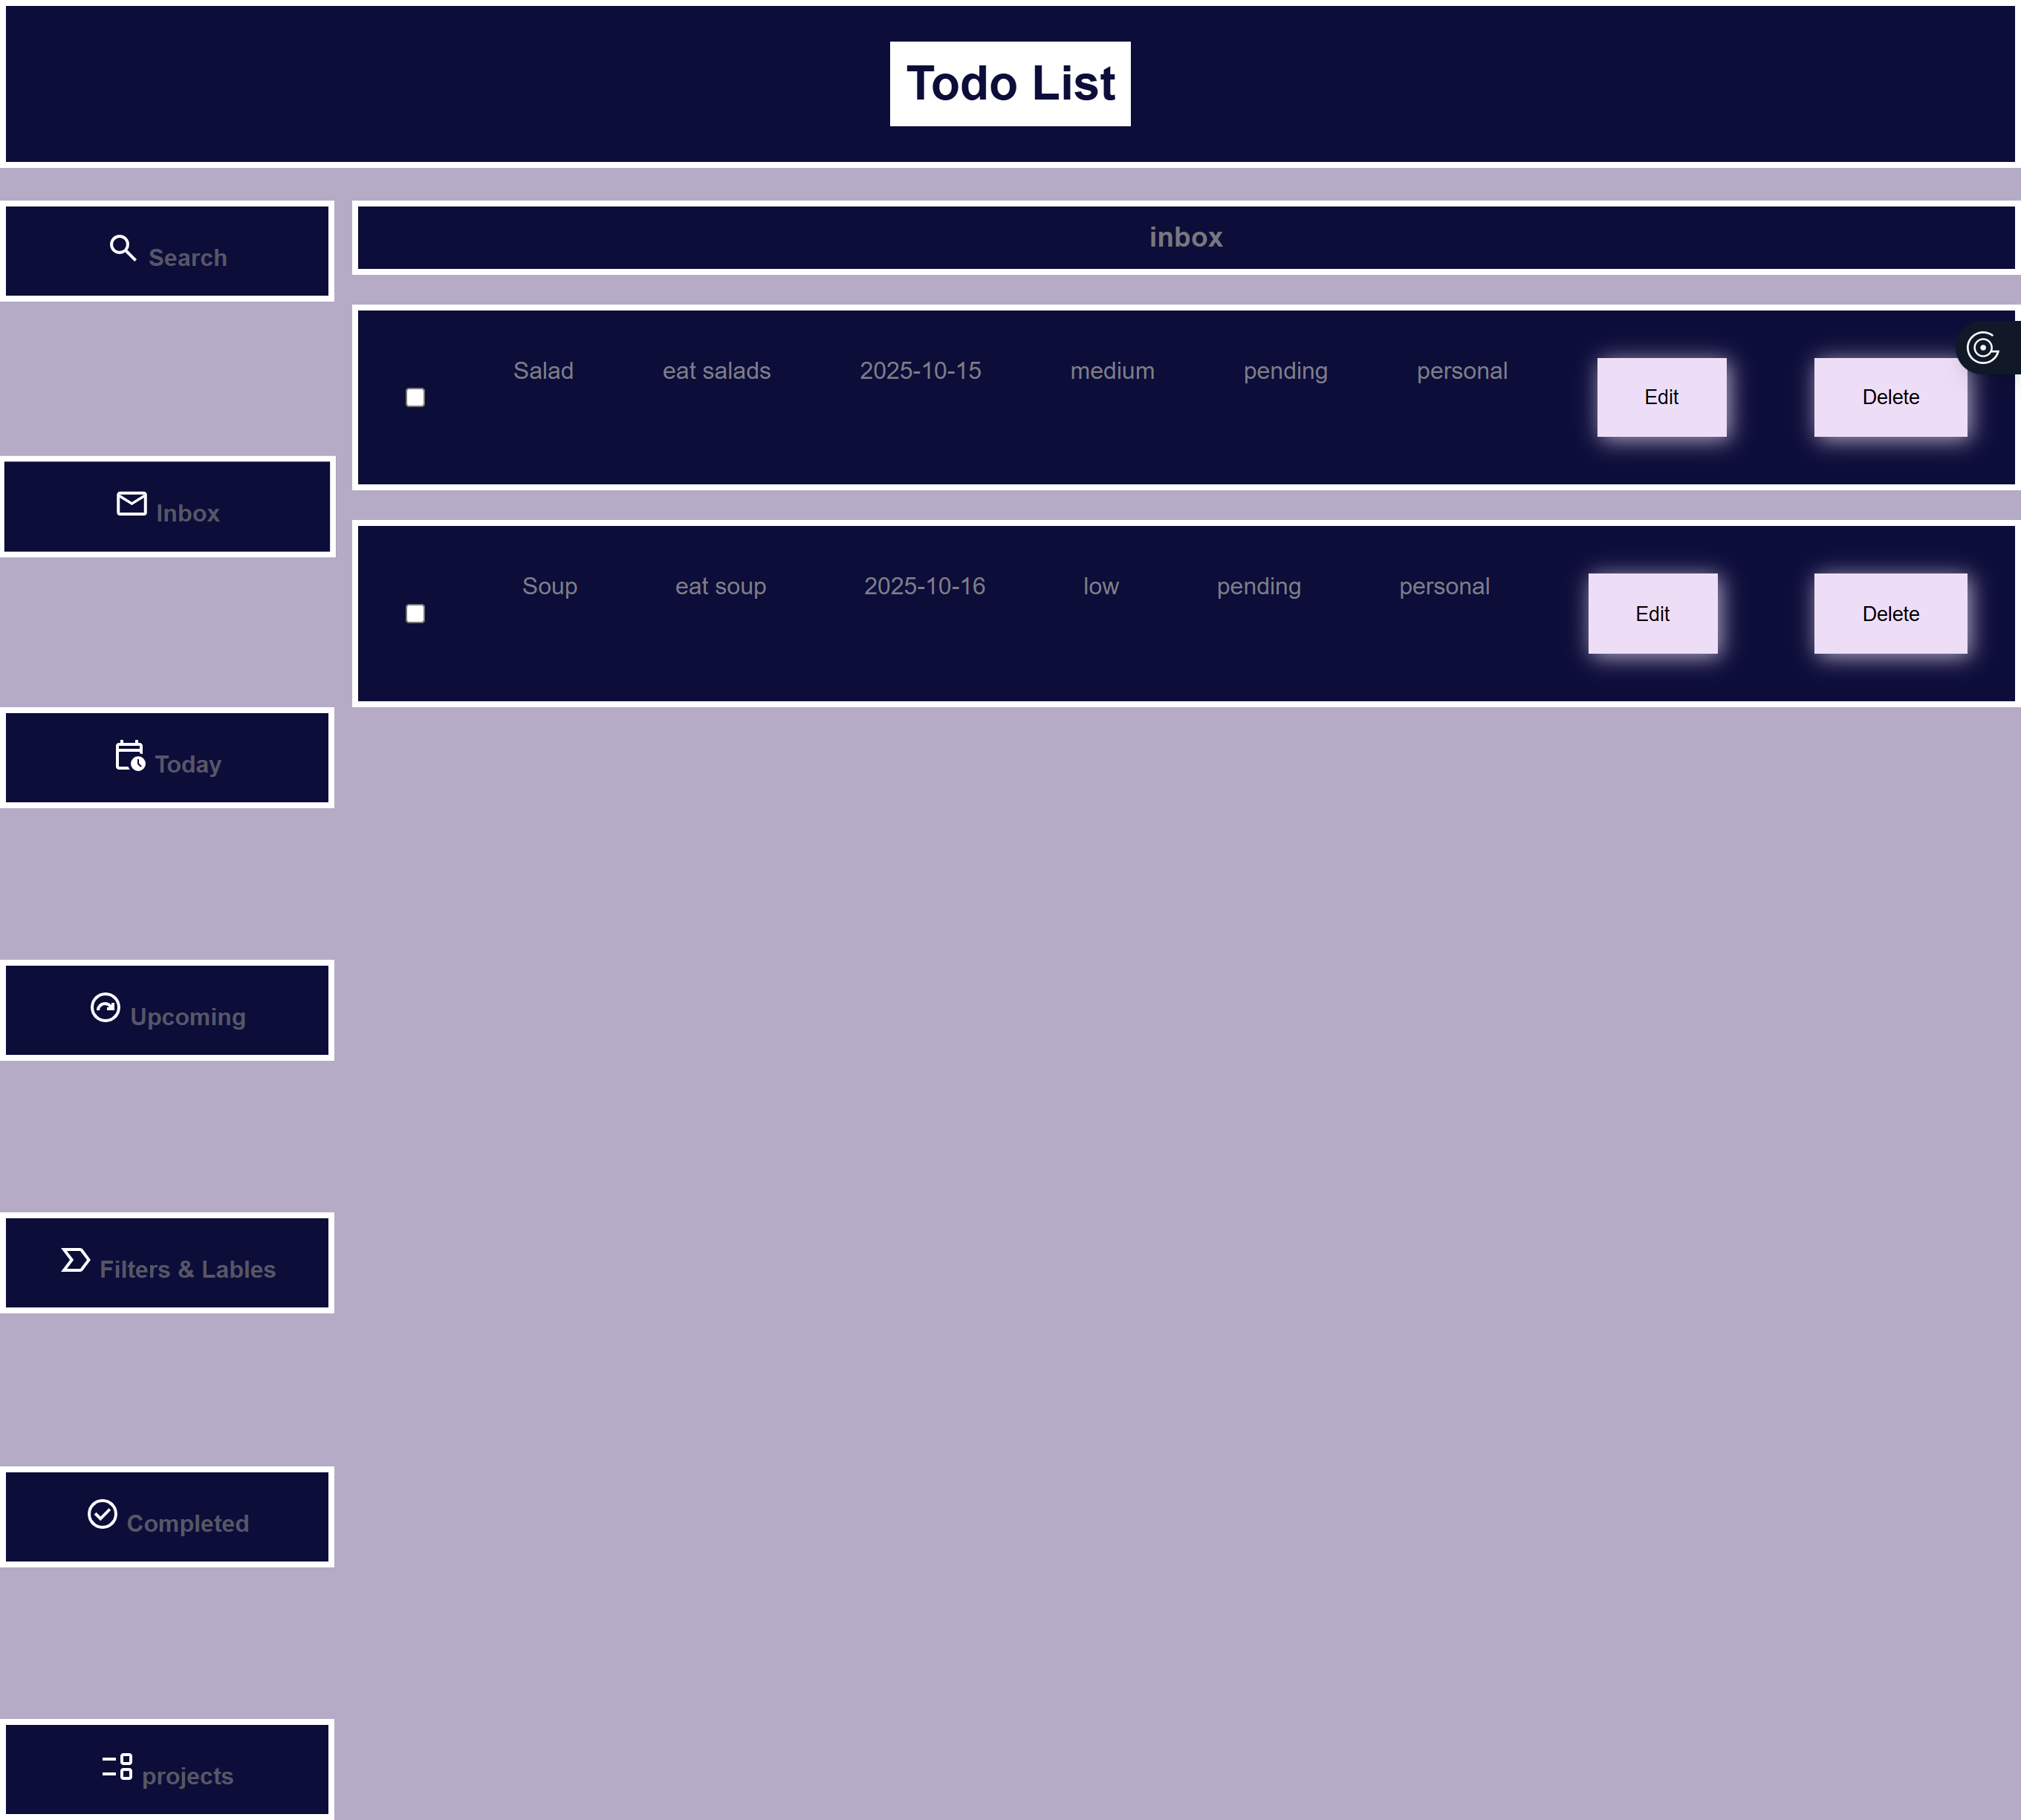 Todo List
Search
inbox
Salad eat salads 2025-10-15 medium pending personal Edit Delete
Inbox
Soup eat soup 2025-10-16 low pending personal Edit Delete
Today
Upcoming
Filters & Lables
Completed
projects